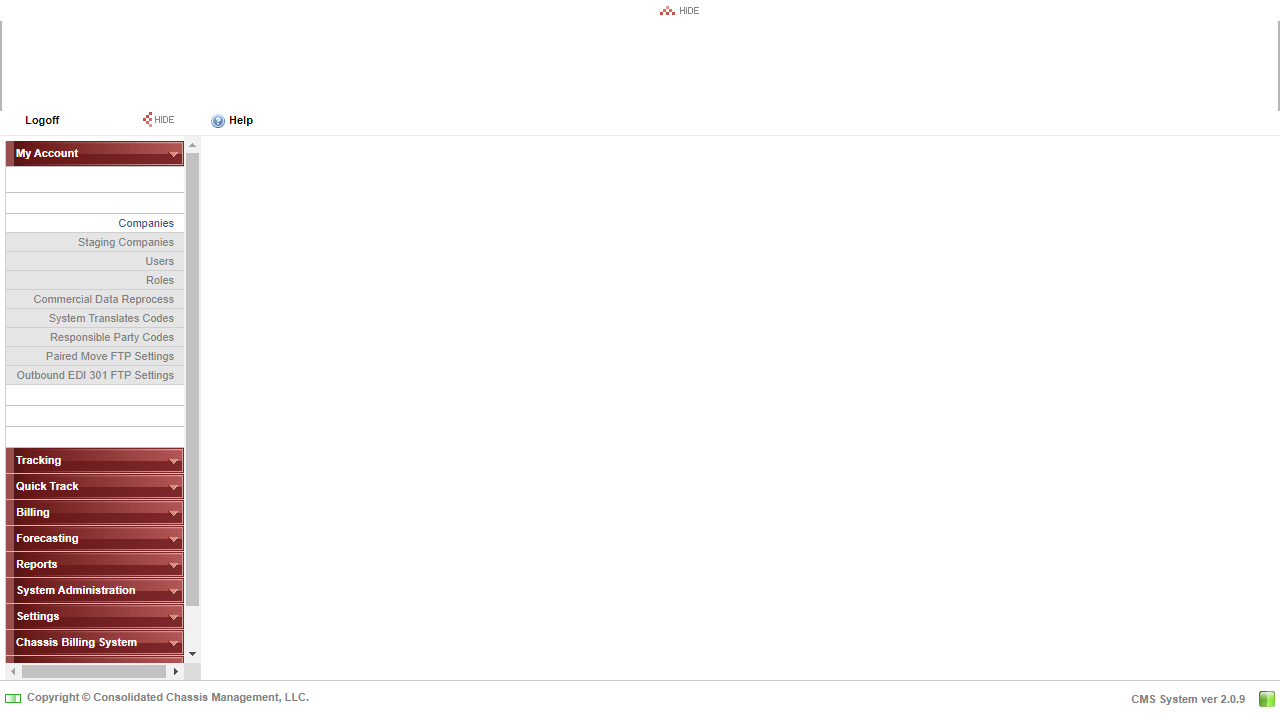 HIDE
Logoff
HIDE
Help
My Account
Companies
Staging Companies
Users
Roles
Commercial Data Reprocess
System Translates Codes
Responsible Party Codes
Paired Move FTP Settings
Outbound EDI 301 FTP Settings
Tracking
Quick Track
Billing
Forecasting
Reports
System Administration
Settings
Chassis Billing System
Copyright © Consolidated Chassis Management, LLC.
CMS System ver 2.0.9